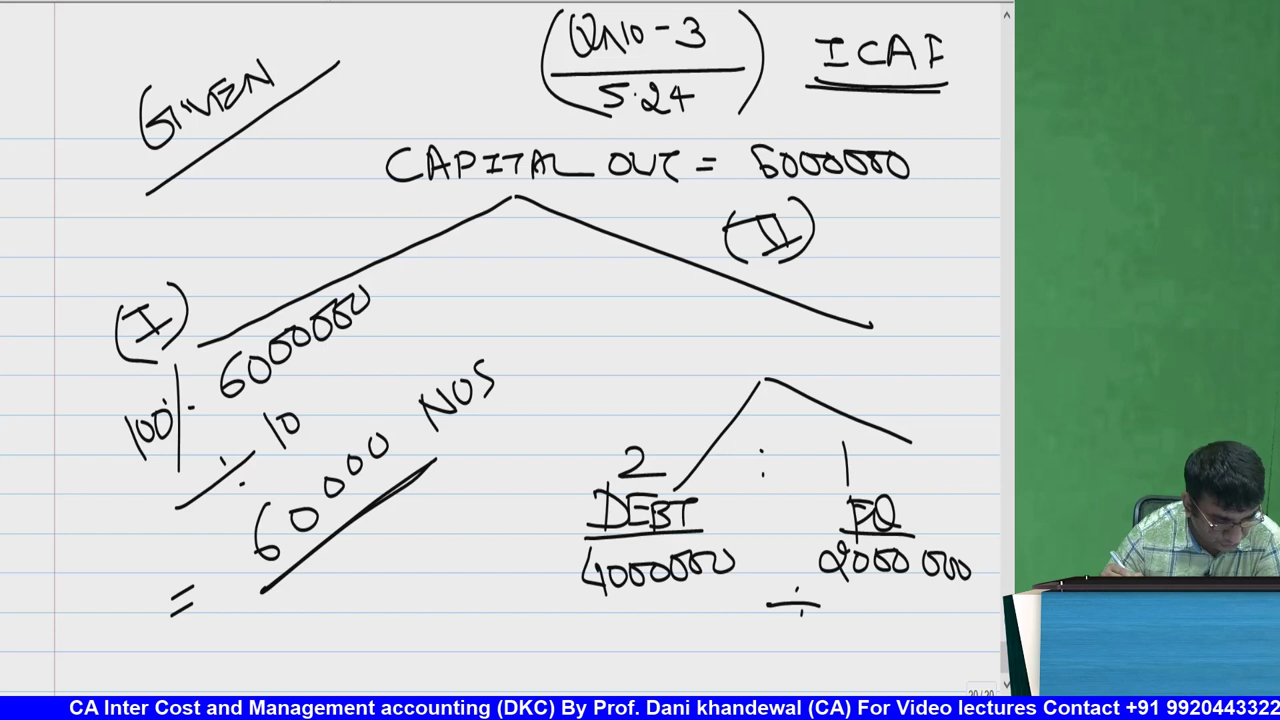 (QN10-3
5.24) ICAI
GIVEN
CAPITAL OUT = 6000000
(I)
(II)
100% 6000000
÷ 10
60000 NOS
=
2 : 1
DEBT EQ
4000000 2000000
÷
CA Inter Cost and Management accounting (DKC) By Prof. Dani khandewal (CA) For Video lectures Contact +91 9920443322